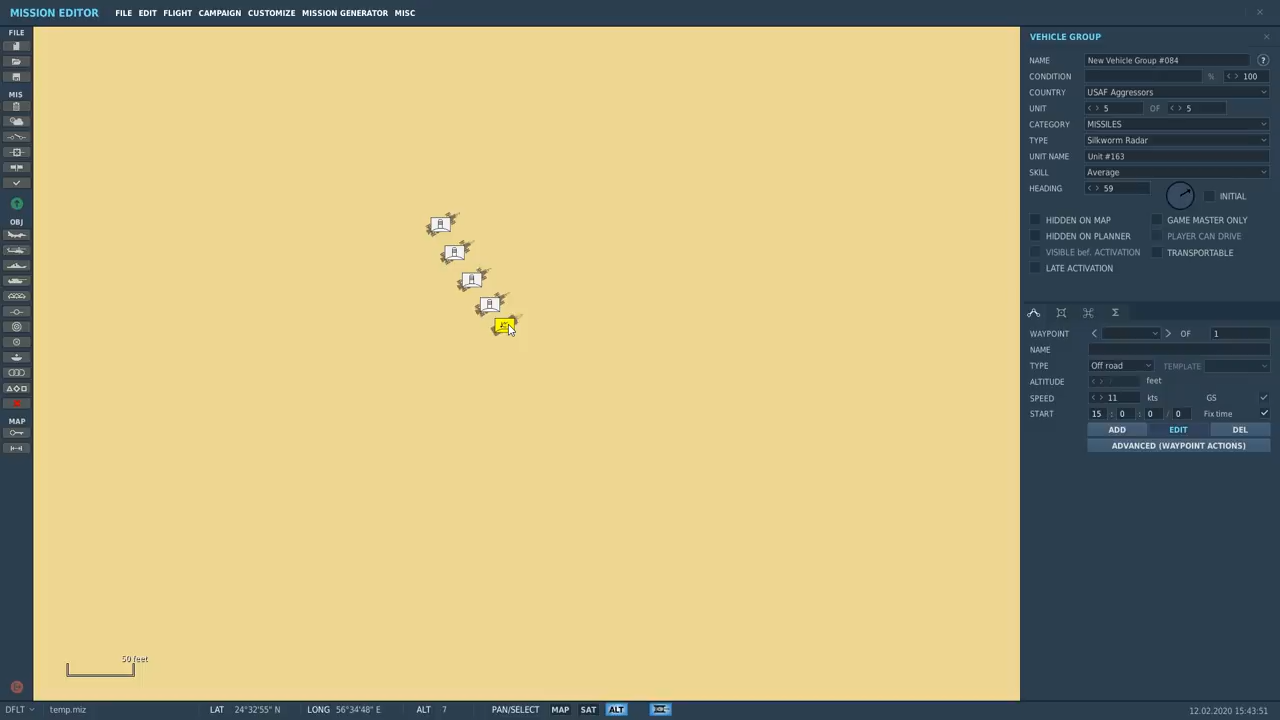 MISSION EDITOR FILE EDIT FLIGHT CAMPAIGN CUSTOMIZE MISSION GENERATOR MISC
FILE
MIS
OBJ
MAP
VEHICLE GROUP
NAME New Vehicle Group #084 ?
CONDITION % < > 100
COUNTRY USAF Aggressors
UNIT < > 5 OF < > 5
CATEGORY MISSILES
TYPE Silkworm Radar
UNIT NAME Unit #163
SKILL Average
HEADING < > 59 INITIAL
HIDDEN ON MAP GAME MASTER ONLY
HIDDEN ON PLANNER PLAYER CAN DRIVE
VISIBLE bef. ACTIVATION TRANSPORTABLE
LATE ACTIVATION
WAYPOINT < > OF 1
NAME
TYPE Off road TEMPLATE
ALTITUDE < > feet
SPEED < > 11 kts GS
START 15 : 0 : 0 / 0 Fix time
ADD EDIT DEL
ADVANCED (WAYPOINT ACTIONS)
50 feet
DFLT temp.miz LAT 24°32'55" N LONG 56°34'48" E ALT 7 PAN/SELECT MAP SAT ALT 12.02.2020 15:43:51